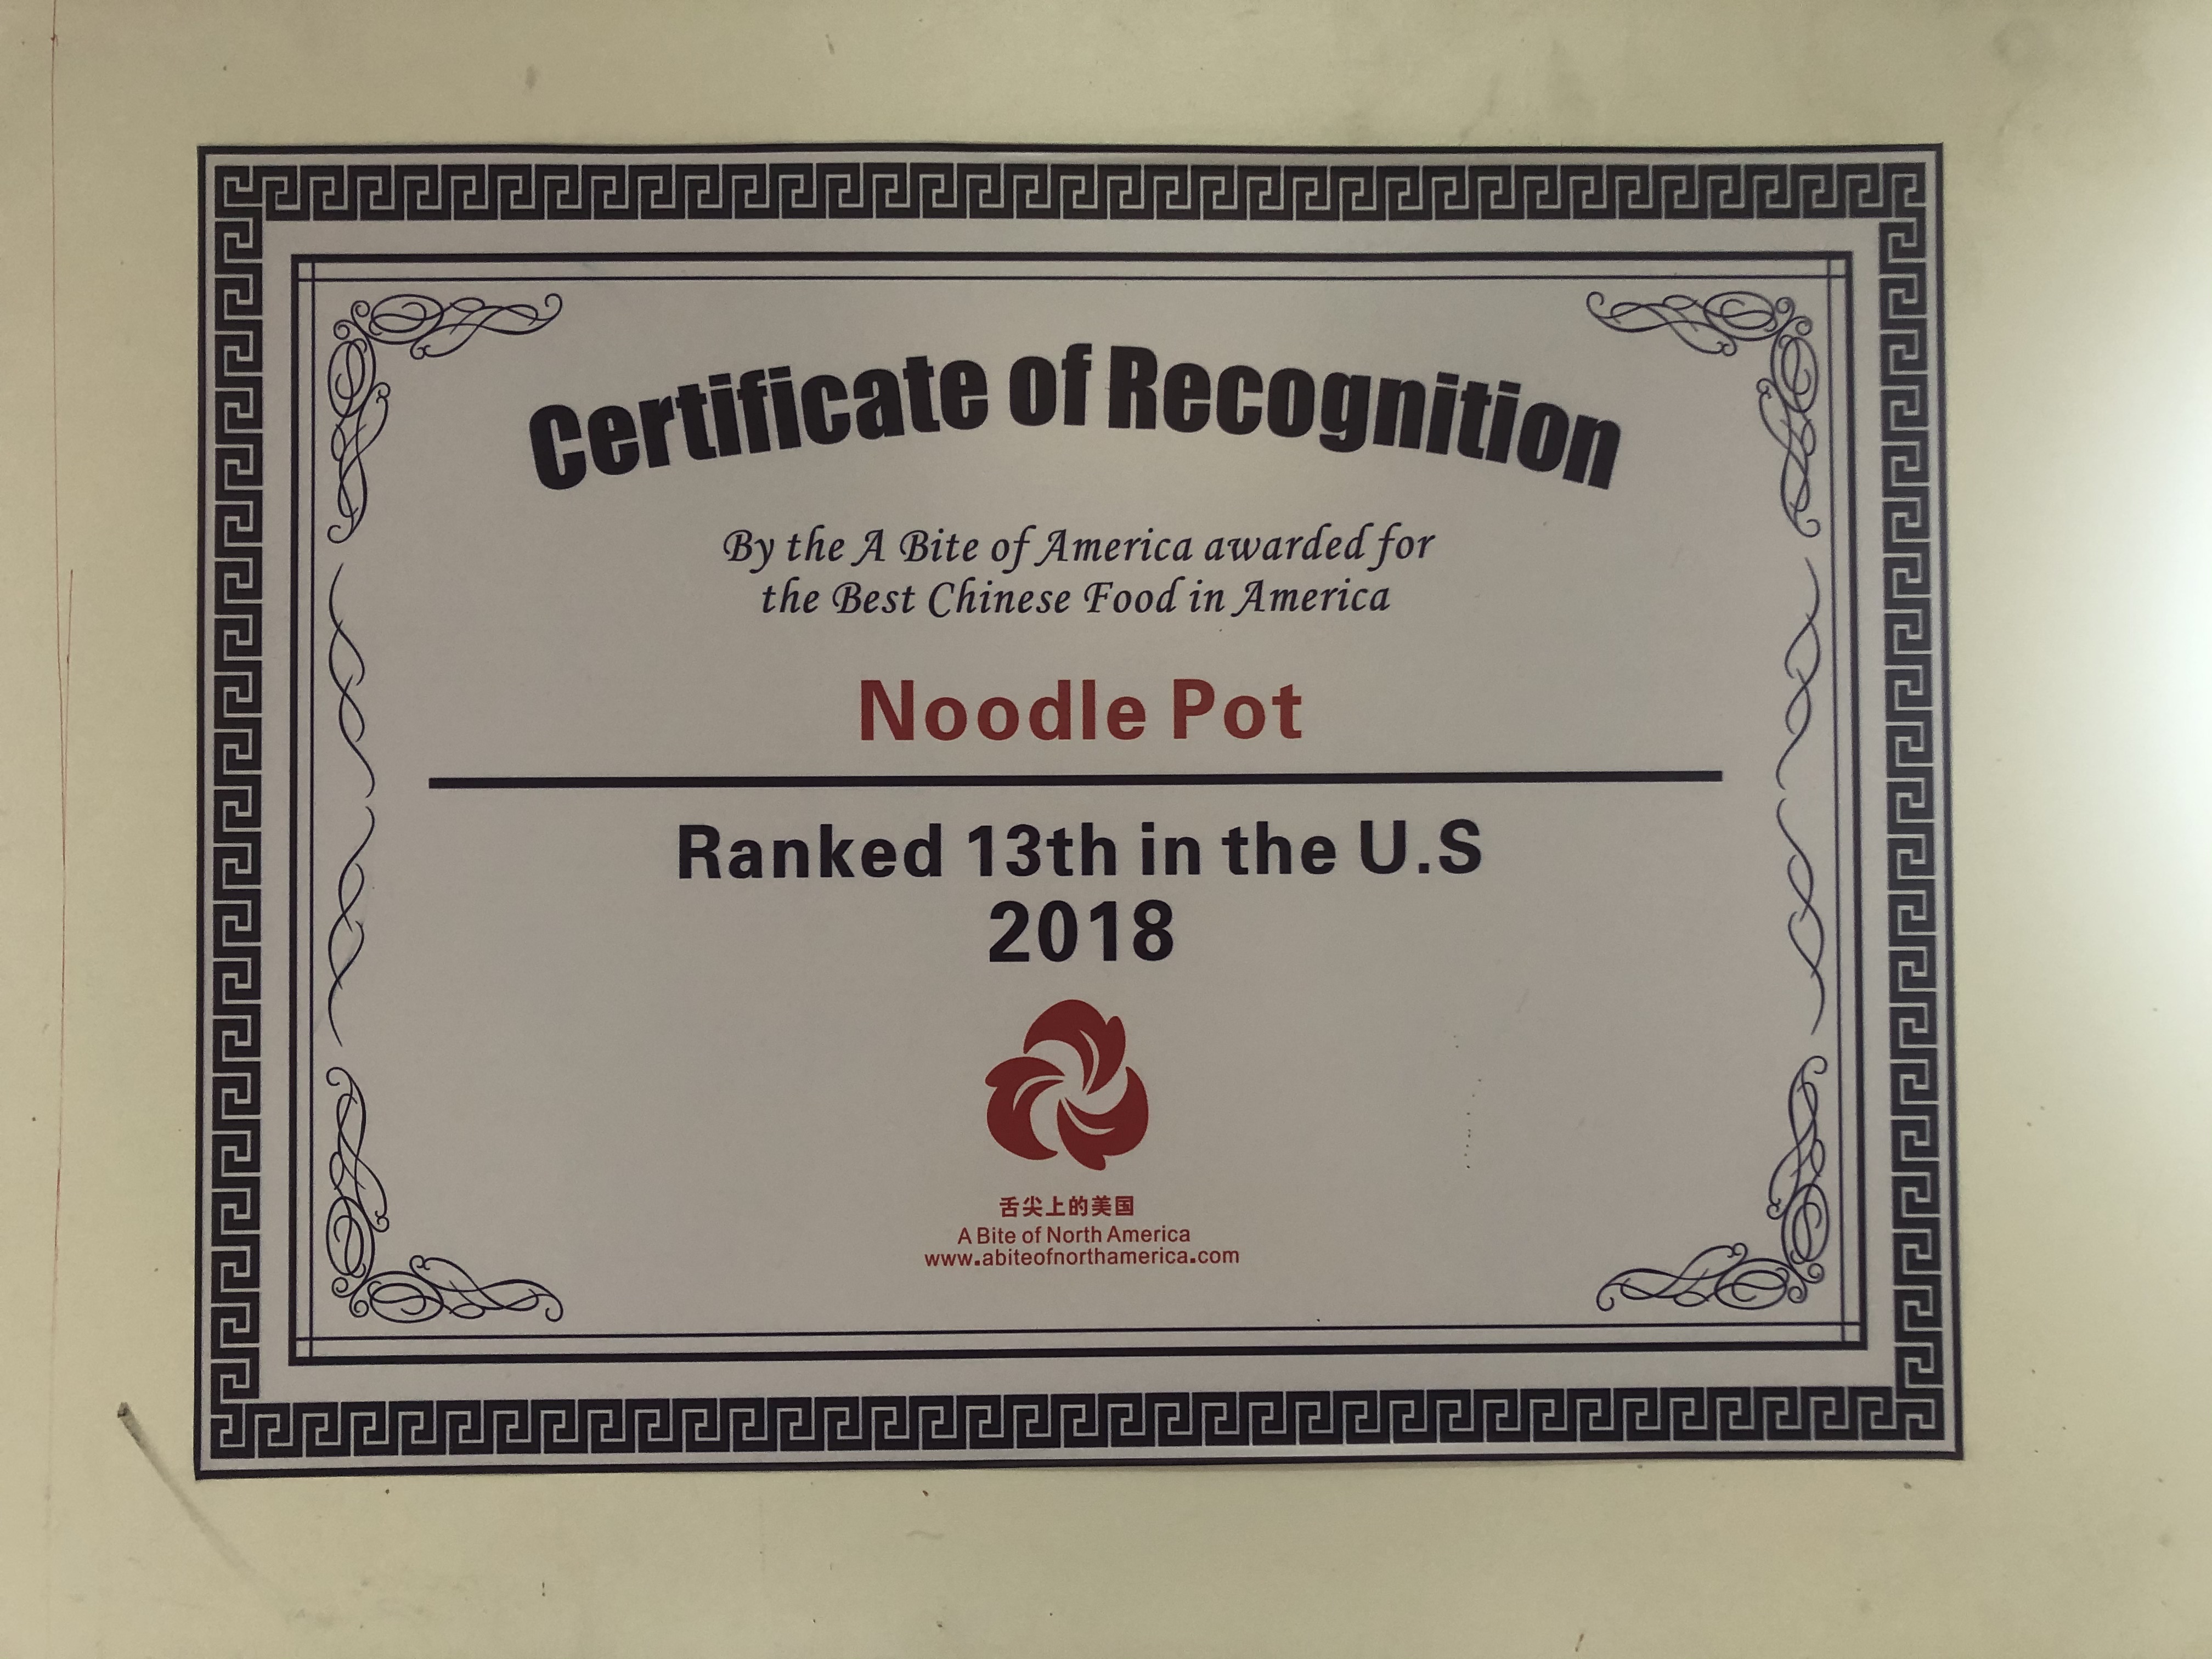 Certificate of Recognition
By the A Bite of America awarded for
the Best Chinese Food in America
Noodle Pot
Ranked 13th in the U.S
2018
舌尖上的美国
A Bite of North America
www.abiteofnorthamerica.com